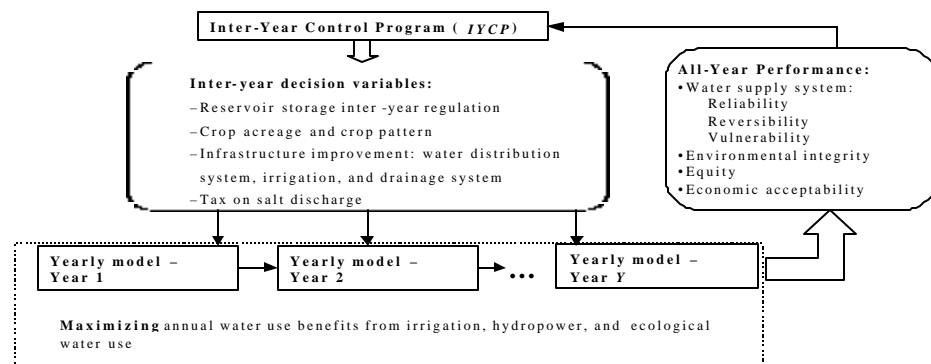 Inter-Year Control Program ( IYCP)
Inter-year decision variables:
–Reservoir storage inter -year regulation
–Crop acreage and crop pattern
–Infrastructure improvement: water distribution
system, irrigation, and drainage system
–Tax on salt discharge
All-Year Performance:
•Water supply system:
Reliability
Reversibility
Vulnerability
•Environmental integrity
•Equity
•Economic acceptability
Yearly model –
Year 1
Yearly model –
Year 2
...
Yearly model –
Year Y
Maximizing annual water use benefits from irrigation, hydropower, and ecological
water use